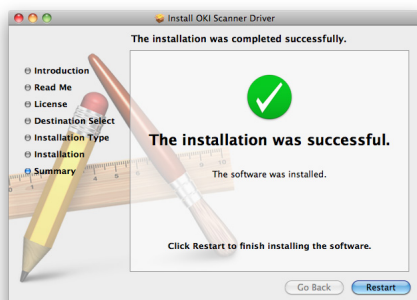 Install OKI Scanner Driver
The installation was completed successfully.
Introduction
Read Me
License
Destination Select
Installation Type
Installation
Summary
The installation was successful.
The software was installed.
Click Restart to finish installing the software.
Go Back
Restart